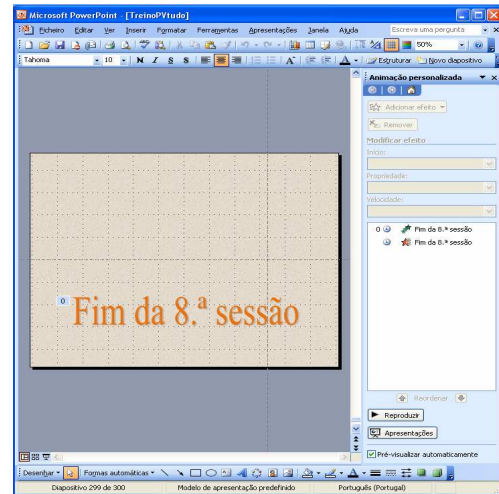 Microsoft PowerPoint - [TreinoPVtudo]
Ficheiro Editar Ver Inserir Formatar Ferramentas Apresentações Janela Ajuda Escreva uma pergunta
50%
Tahoma 10 N I S S A A Estruturar Novo diapositivo
Animação personalizada
Adicionar efeito
Remover
Modificar efeito
Início:
Propriedade:
Velocidade:
0 Fim da 8.ª sessão
Fim da 8.ª sessão
0
Fim da 8.ª sessão
Reordenar
Reproduzir
Apresentações
Pré-visualizar automaticamente
Desenhar Formas automáticas
Diapositivo 299 de 300 Modelo de apresentação predefinido Português (Portugal)